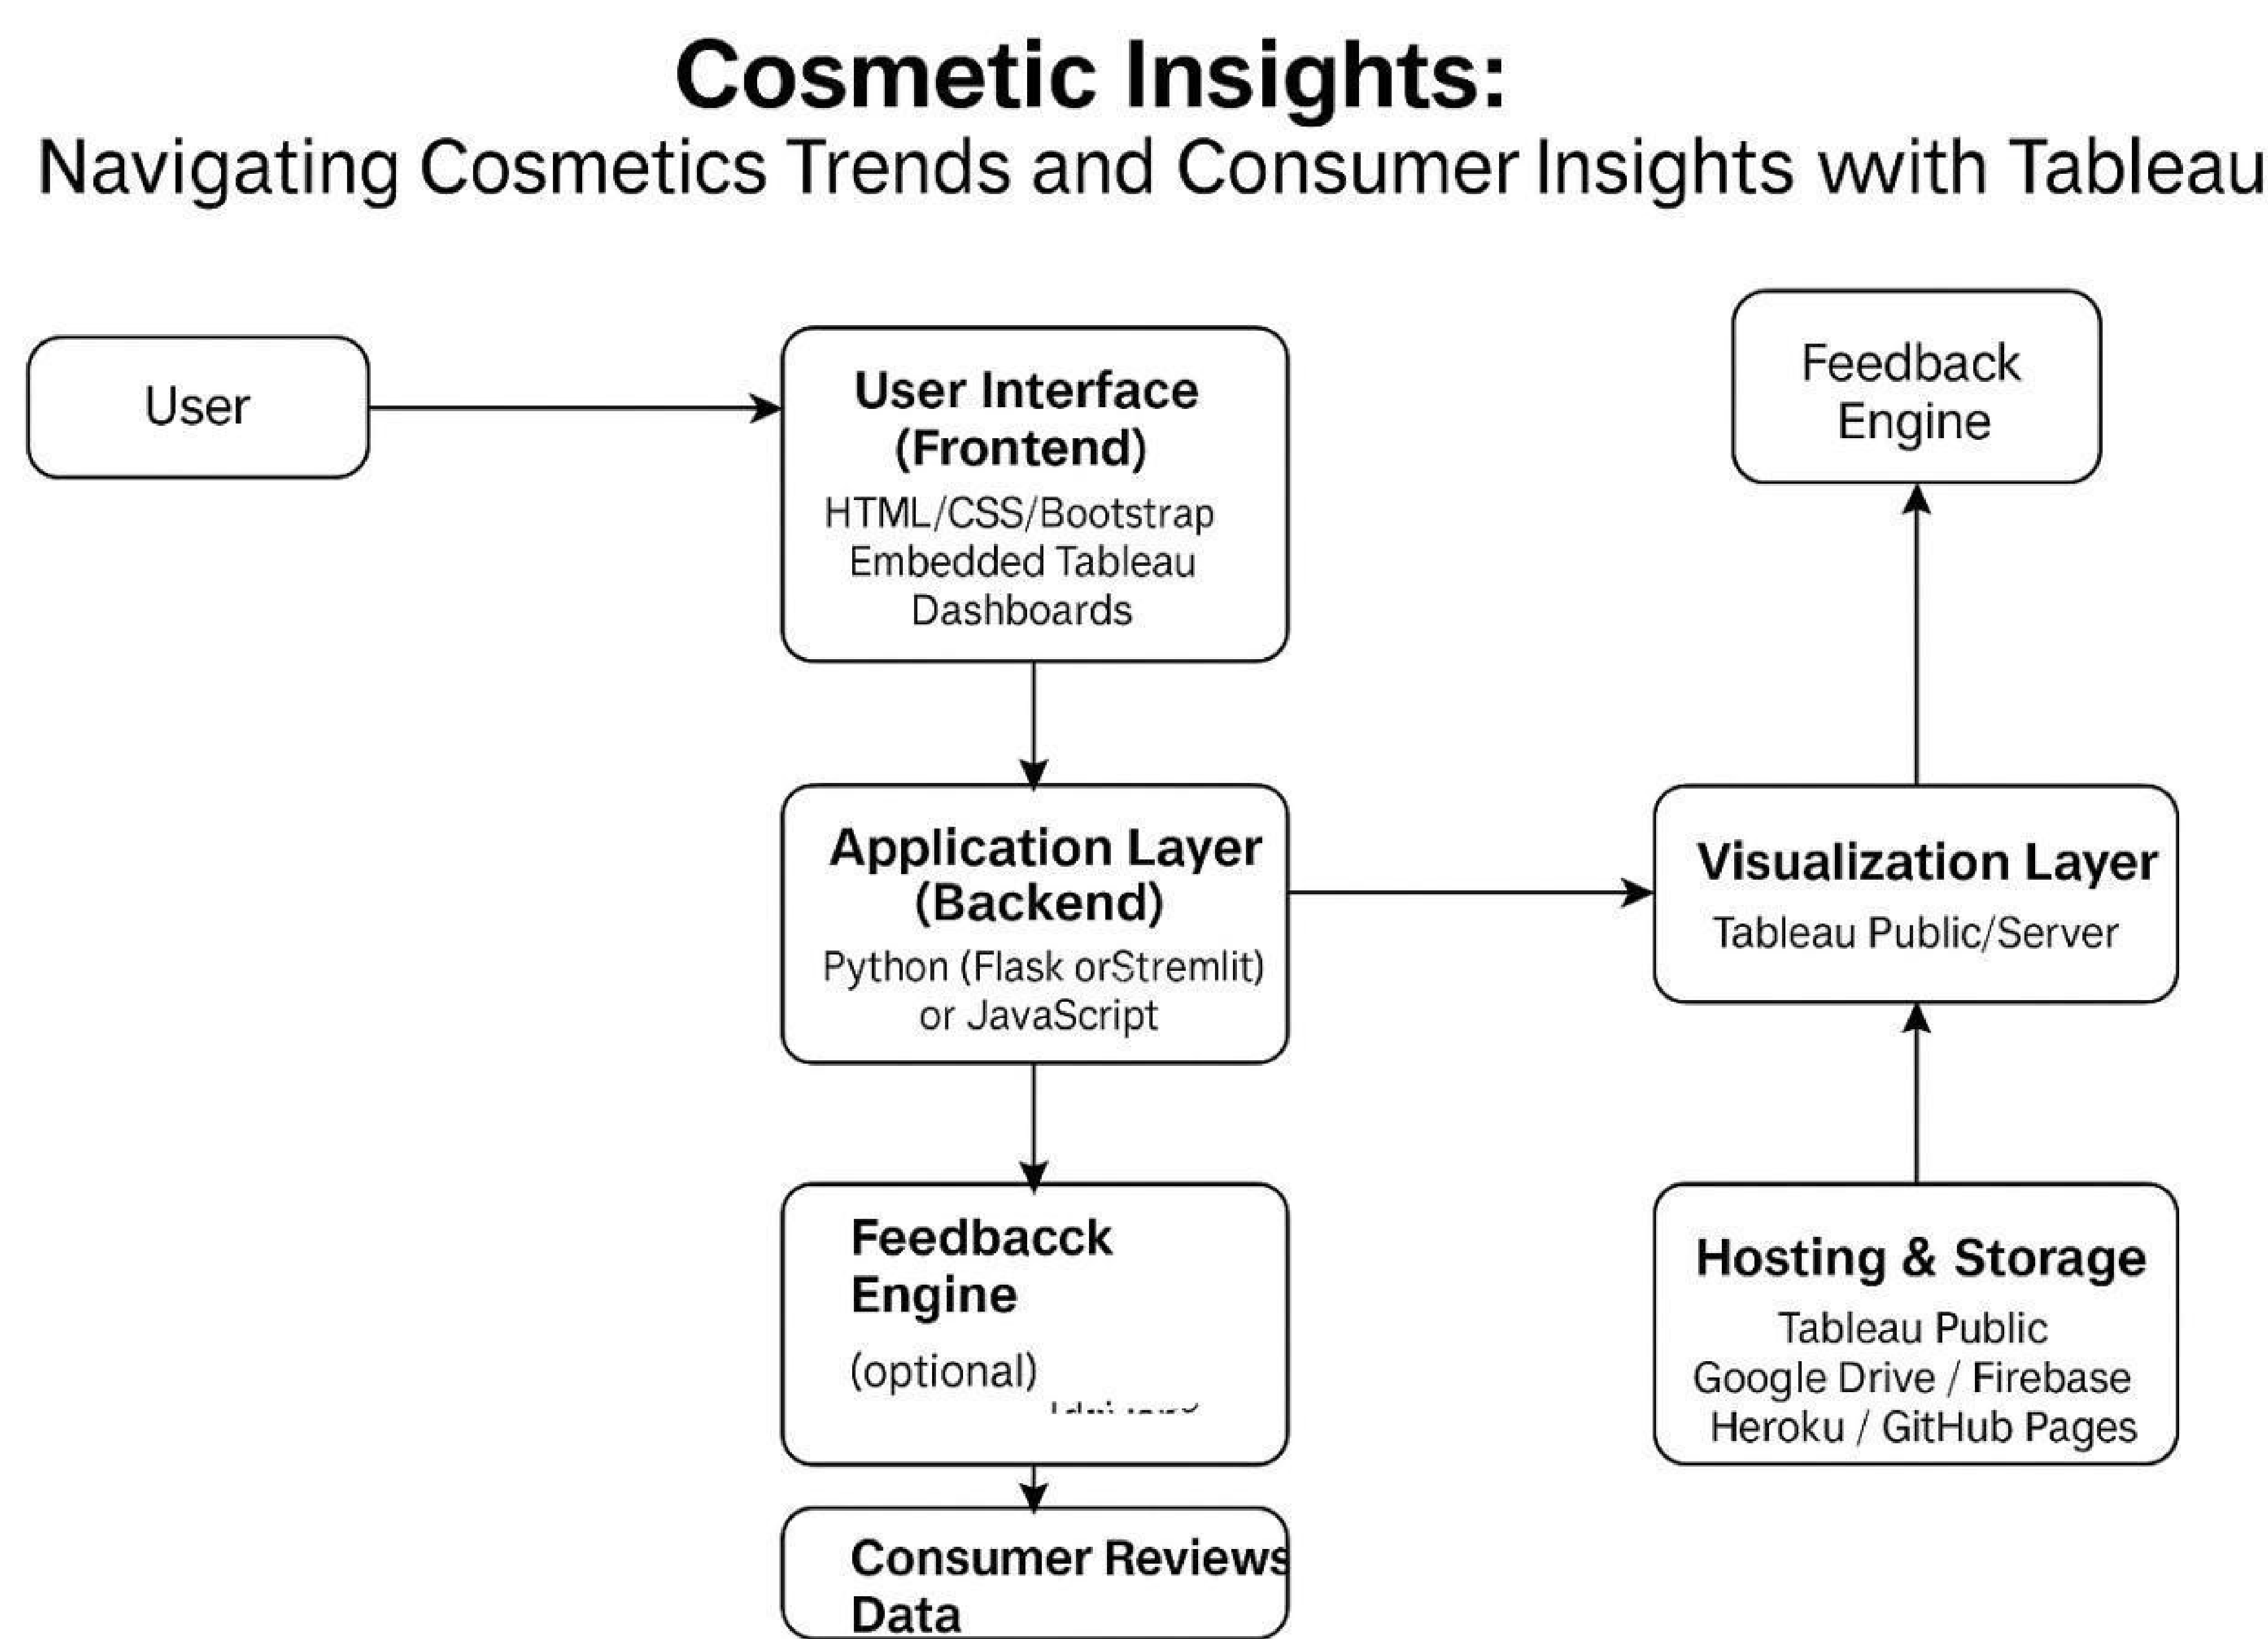 Cosmetic Insights:
Navigating Cosmetics Trends and Consumer Insights wwith Tableau
User
User Interface
(Frontend)
HTML/CSS/Bootstrap
Embedded Tableau
Dashboards
Feedback
Engine
Application Layer
(Backend)
Python (Flask orStremlit)
or JavaScript
Visualization Layer
Tableau Public/Server
Feedbacck
Engine
(optional)
Hosting & Storage
Tableau Public
Google Drive / Firebase
Heroku / GitHub Pages
Consumer Reviews
Data